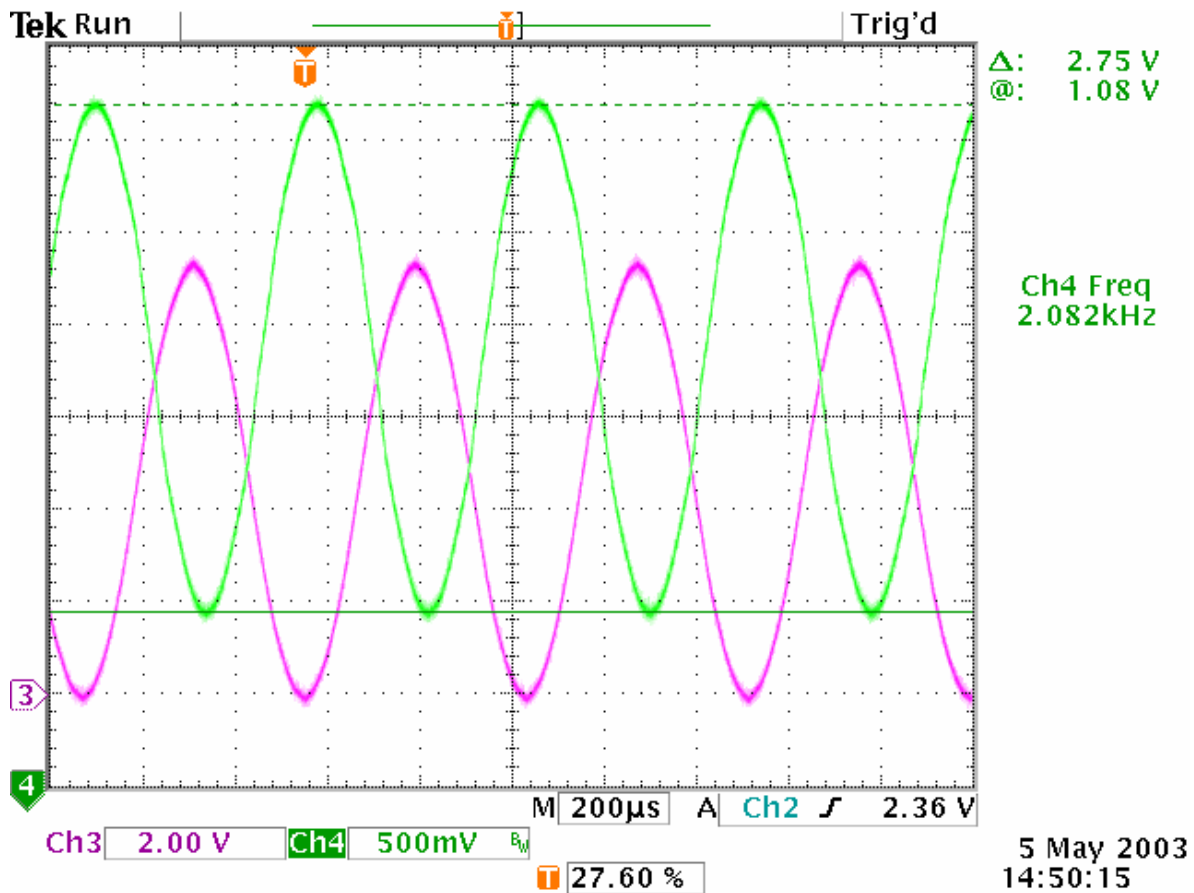 Tek Run T ] Trig'd
T
Δ: 2.75 V
@: 1.08 V
Ch4 Freq
2.082kHz
3
4
M 200µs A Ch2 2.36 V
Ch3 2.00 V Ch4 500mV BW
T 27.60 %
5 May 2003
14:50:15